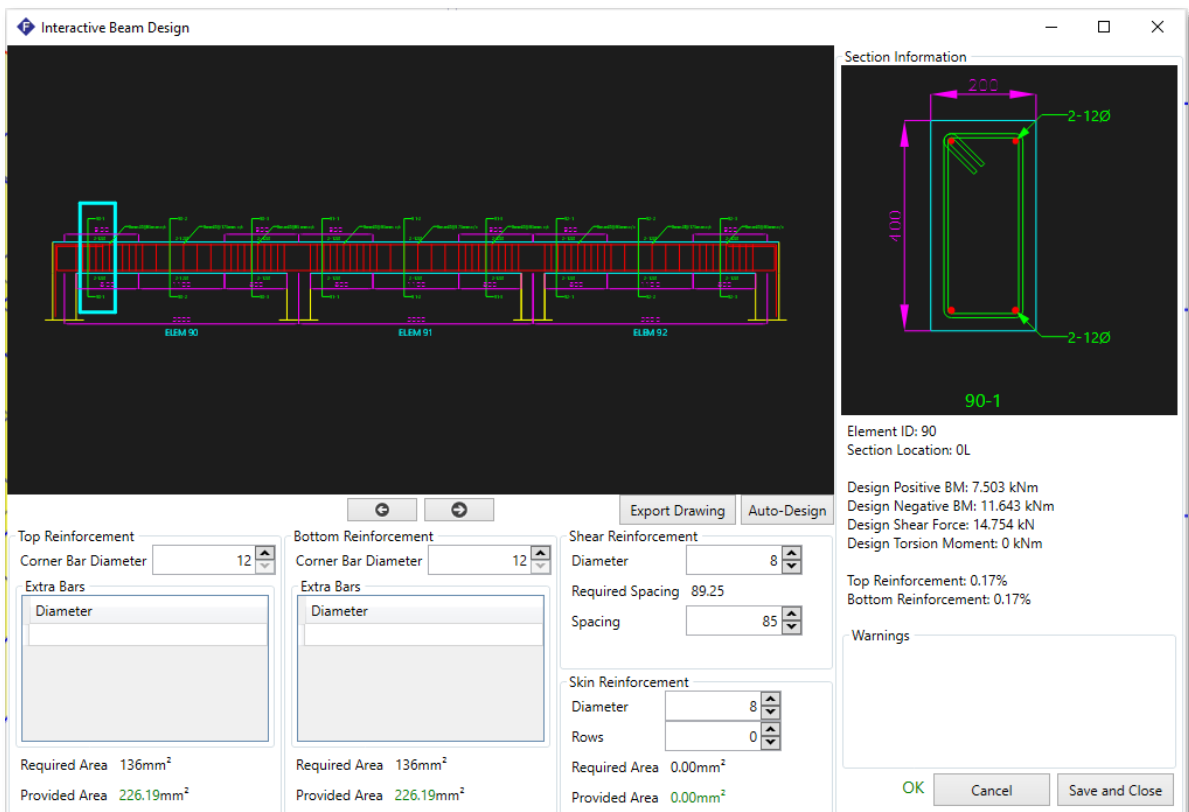 Interactive Beam Design
Section Information
200
2-12Ø
400
2-12Ø
90-1
ELEM 90
ELEM 91
ELEM 92
Element ID: 90
Section Location: 0L
Design Positive BM: 7.503 kNm
Design Negative BM: 11.643 kNm
Design Shear Force: 14.754 kN
Design Torsion Moment: 0 kNm
Top Reinforcement: 0.17%
Bottom Reinforcement: 0.17%
Warnings
OK
Cancel
Save and Close
Export Drawing
Auto-Design
Top Reinforcement
Corner Bar Diameter 12
Extra Bars
Diameter
Required Area 136mm²
Provided Area 226.19mm²
Bottom Reinforcement
Corner Bar Diameter 12
Extra Bars
Diameter
Required Area 136mm²
Provided Area 226.19mm²
Shear Reinforcement
Diameter 8
Required Spacing 89.25
Spacing 85
Skin Reinforcement
Diameter 8
Rows 0
Required Area 0.00mm²
Provided Area 0.00mm²